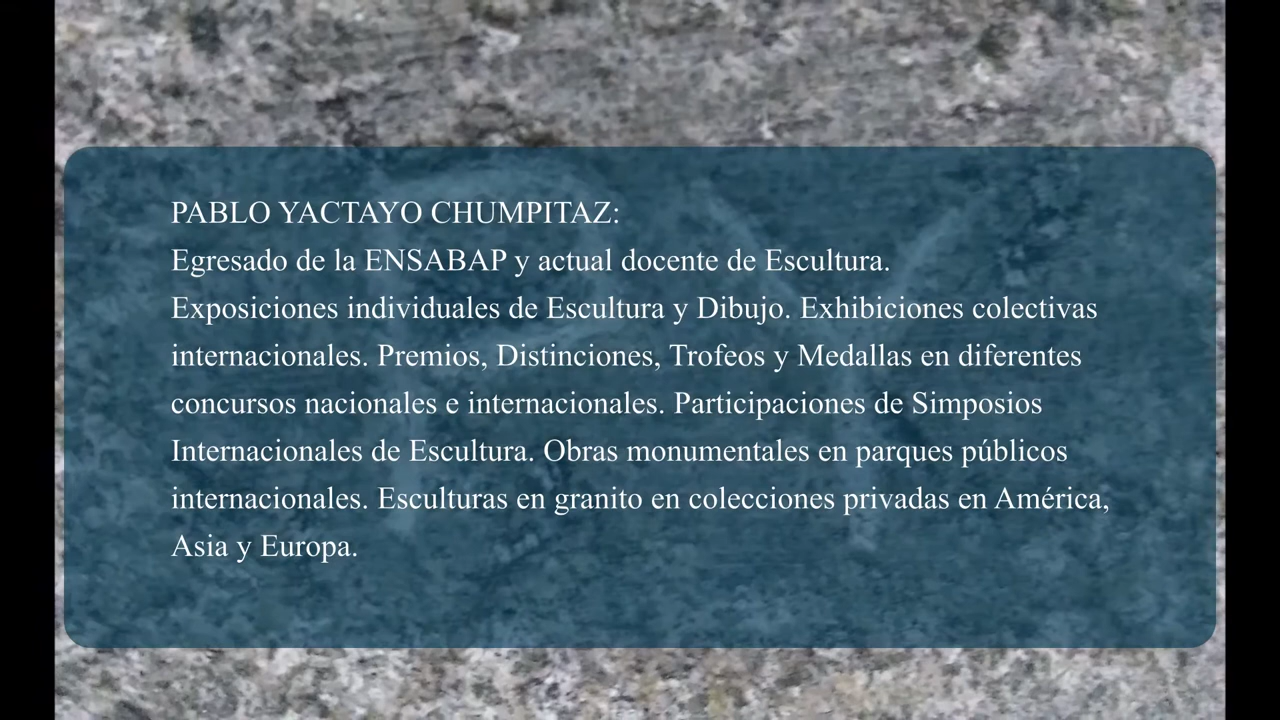 PABLO YACTAYO CHUMPITAZ:
Egresado de la ENSABAP y actual docente de Escultura.
Exposiciones individuales de Escultura y Dibujo. Exhibiciones colectivas
internacionales. Premios, Distinciones, Trofeos y Medallas en diferentes
concursos nacionales e internacionales. Participaciones de Simposios
Internacionales de Escultura. Obras monumentales en parques públicos
internacionales. Esculturas en granito en colecciones privadas en América,
Asia y Europa.